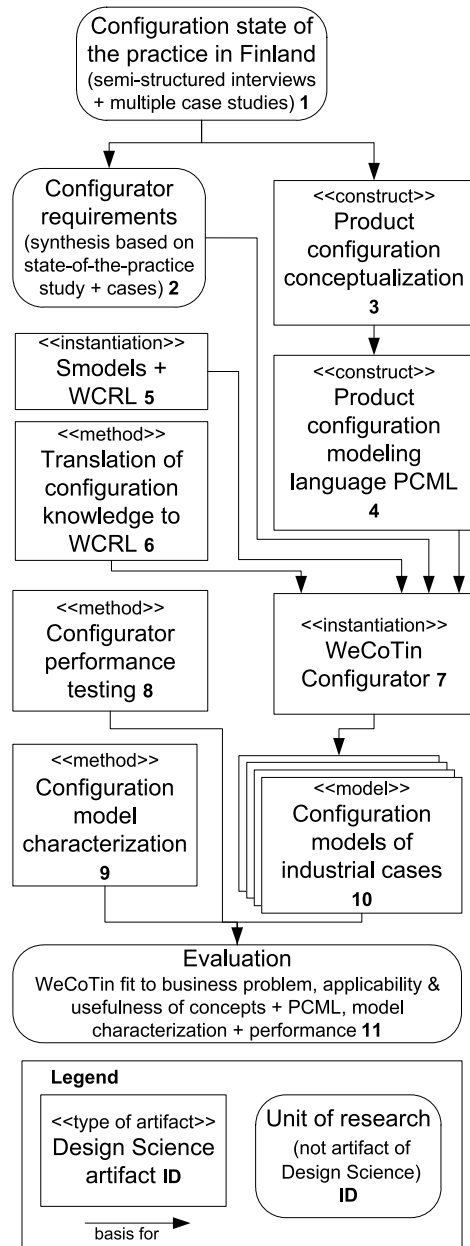 Configuration state
of the practice in Finland
(semi-structured interviews
+ multiple case studies) 1
Configurator
requirements
(synthesis based on
state-of-the-practice
study + cases) 2
<<construct>>
Product
configuration
conceptualization
3
<<instantiation>>
Smodels +
WCRL 5
<<construct>>
Product
configuration
modeling
language PCML
4
<<method>>
Translation of
configuration
knowledge to
WCRL 6
<<method>>
Configurator
performance
testing 8
<<instantiation>>
WeCoTin
Configurator 7
<<method>>
Configuration
model
characterization
9
<<model>>
Configuration
models of
industrial cases
10
Evaluation
WeCoTin fit to business problem, applicability &
usefulness of concepts + PCML, model
characterization + performance 11
Legend
<<type of artifact>>
Design Science
artifact ID
basis for
Unit of research
(not artifact of
Design Science)
ID